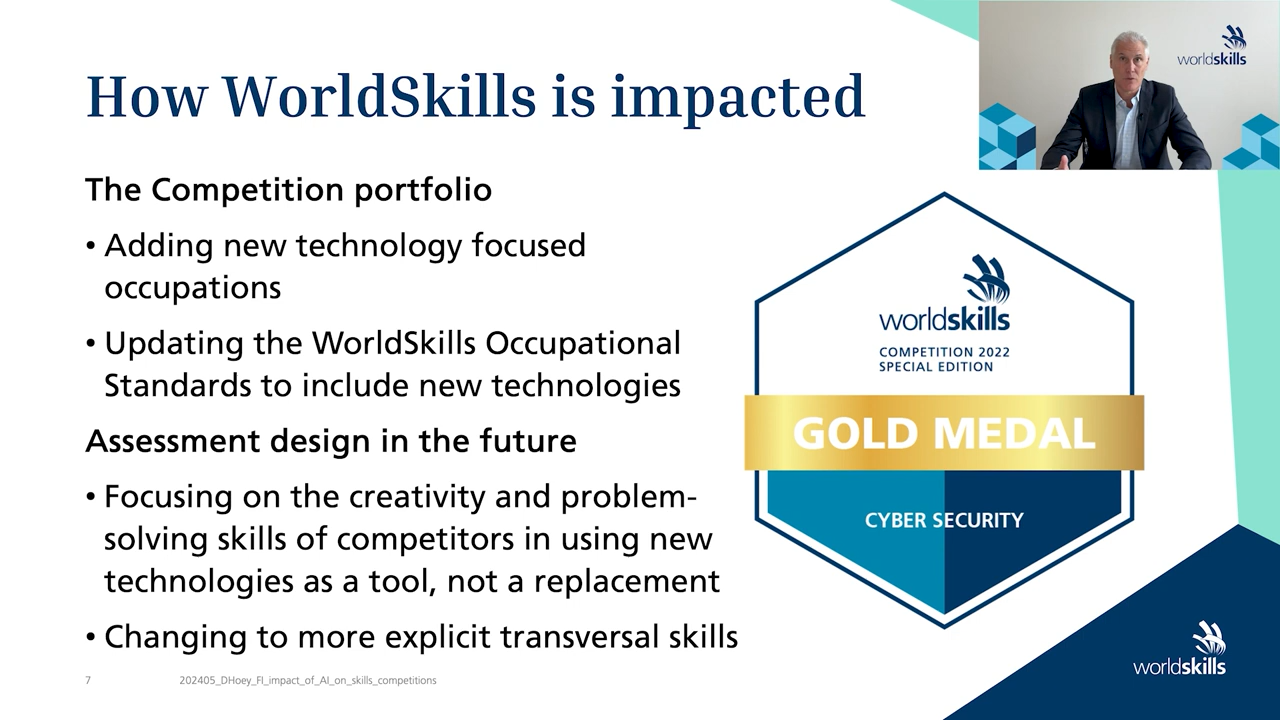 How WorldSkills is impacted
worldskills
The Competition portfolio
• Adding new technology focused
occupations
• Updating the WorldSkills Occupational
Standards to include new technologies
Assessment design in the future
• Focusing on the creativity and problem-
solving skills of competitors in using new
technologies as a tool, not a replacement
• Changing to more explicit transversal skills
worldskills
COMPETITION 2022
SPECIAL EDITION
GOLD MEDAL
CYBER SECURITY
worldskills
7
202405_DHoey_FI_impact_of_AI_on_skills_competitions